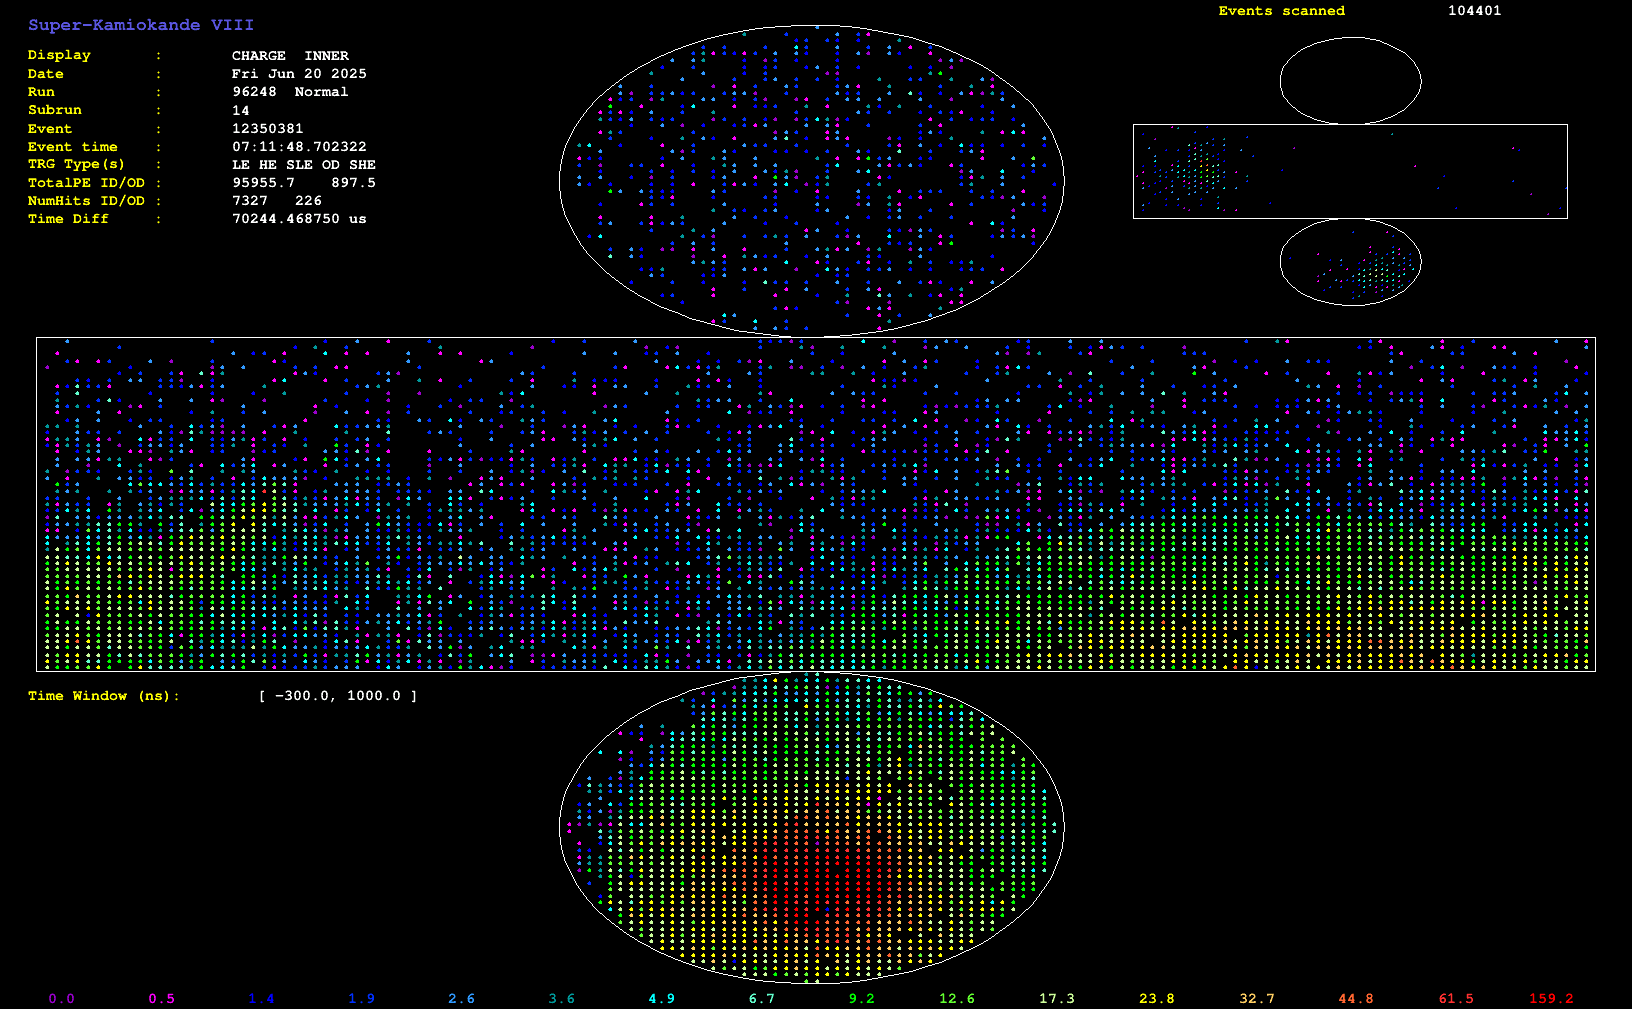 Super-Kamiokande VIII
Events scanned 104401
Display : CHARGE INNER
Date : Fri Jun 20 2025
Run : 96248 Normal
Subrun : 14
Event : 12350381
Event time : 07:11:48.702322
TRG Type(s) : LE HE SLE OD SHE
TotalPE ID/OD : 95955.7 897.5
NumHits ID/OD : 7327 226
Time Diff : 70244.468750 us
Time Window (ns): [ −300.0, 1000.0 ]
0.0 0.5 1.4 1.9 2.6 3.6 4.9 6.7 9.2 12.6 17.3 23.8 32.7 44.8 61.5 159.2